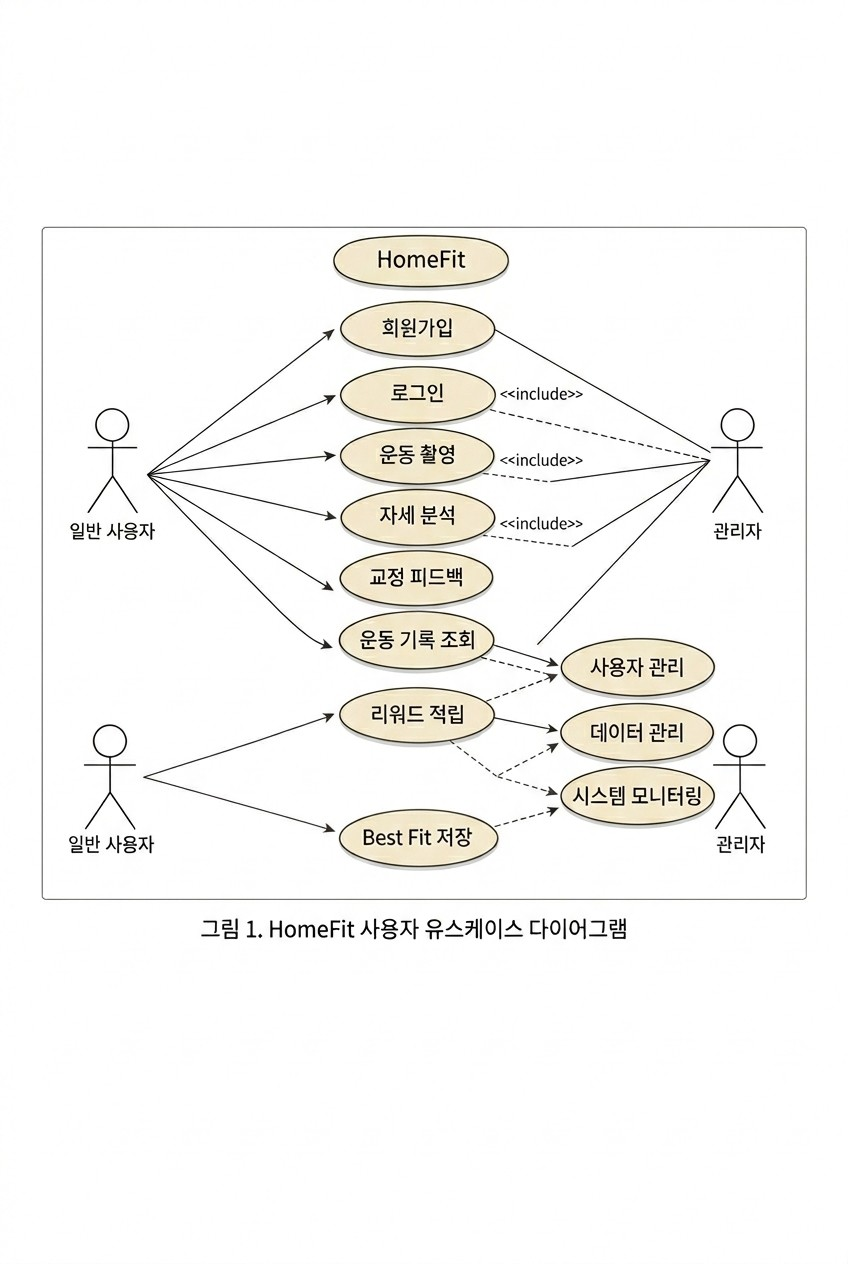 HomeFit
회원가입
로그인
<<include>>
운동 촬영
<<include>>
자세 분석
<<include>>
일반 사용자
관리자
교정 피드백
운동 기록 조회
사용자 관리
리워드 적립
데이터 관리
시스템 모니터링
Best Fit 저장
일반 사용자
관리자
그림 1. HomeFit 사용자 유스케이스 다이어그램